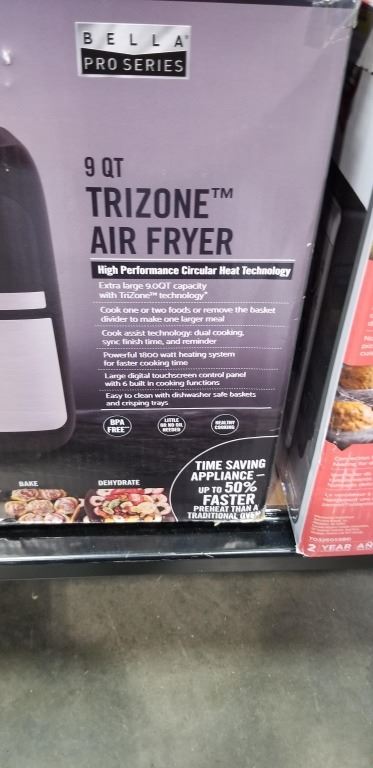 BELLA®
PRO SERIES
9 QT
TRIZONE™
AIR FRYER
High Performance Circular Heat Technology
Extra large 9.0QT capacity
with TriZone™ technology*
Cook one or two foods or remove the basket
divider to make one larger meal
Cook assist technology: dual cooking,
sync finish time, and reminder
Powerful 1800 watt heating system
for faster cooking time
Large digital touchscreen control panel
with 6 built in cooking functions
Easy to clean with dishwasher safe baskets
and crisping trays
BPA
FREE
LITTLE
OR NO OIL
NEEDED
HEALTHY
COOKING
TIME SAVING
APPLIANCE —
UP TO 50%
FASTER
PREHEAT THAN A
TRADITIONAL OVEN
BAKE
DEHYDRATE
2 YEAR